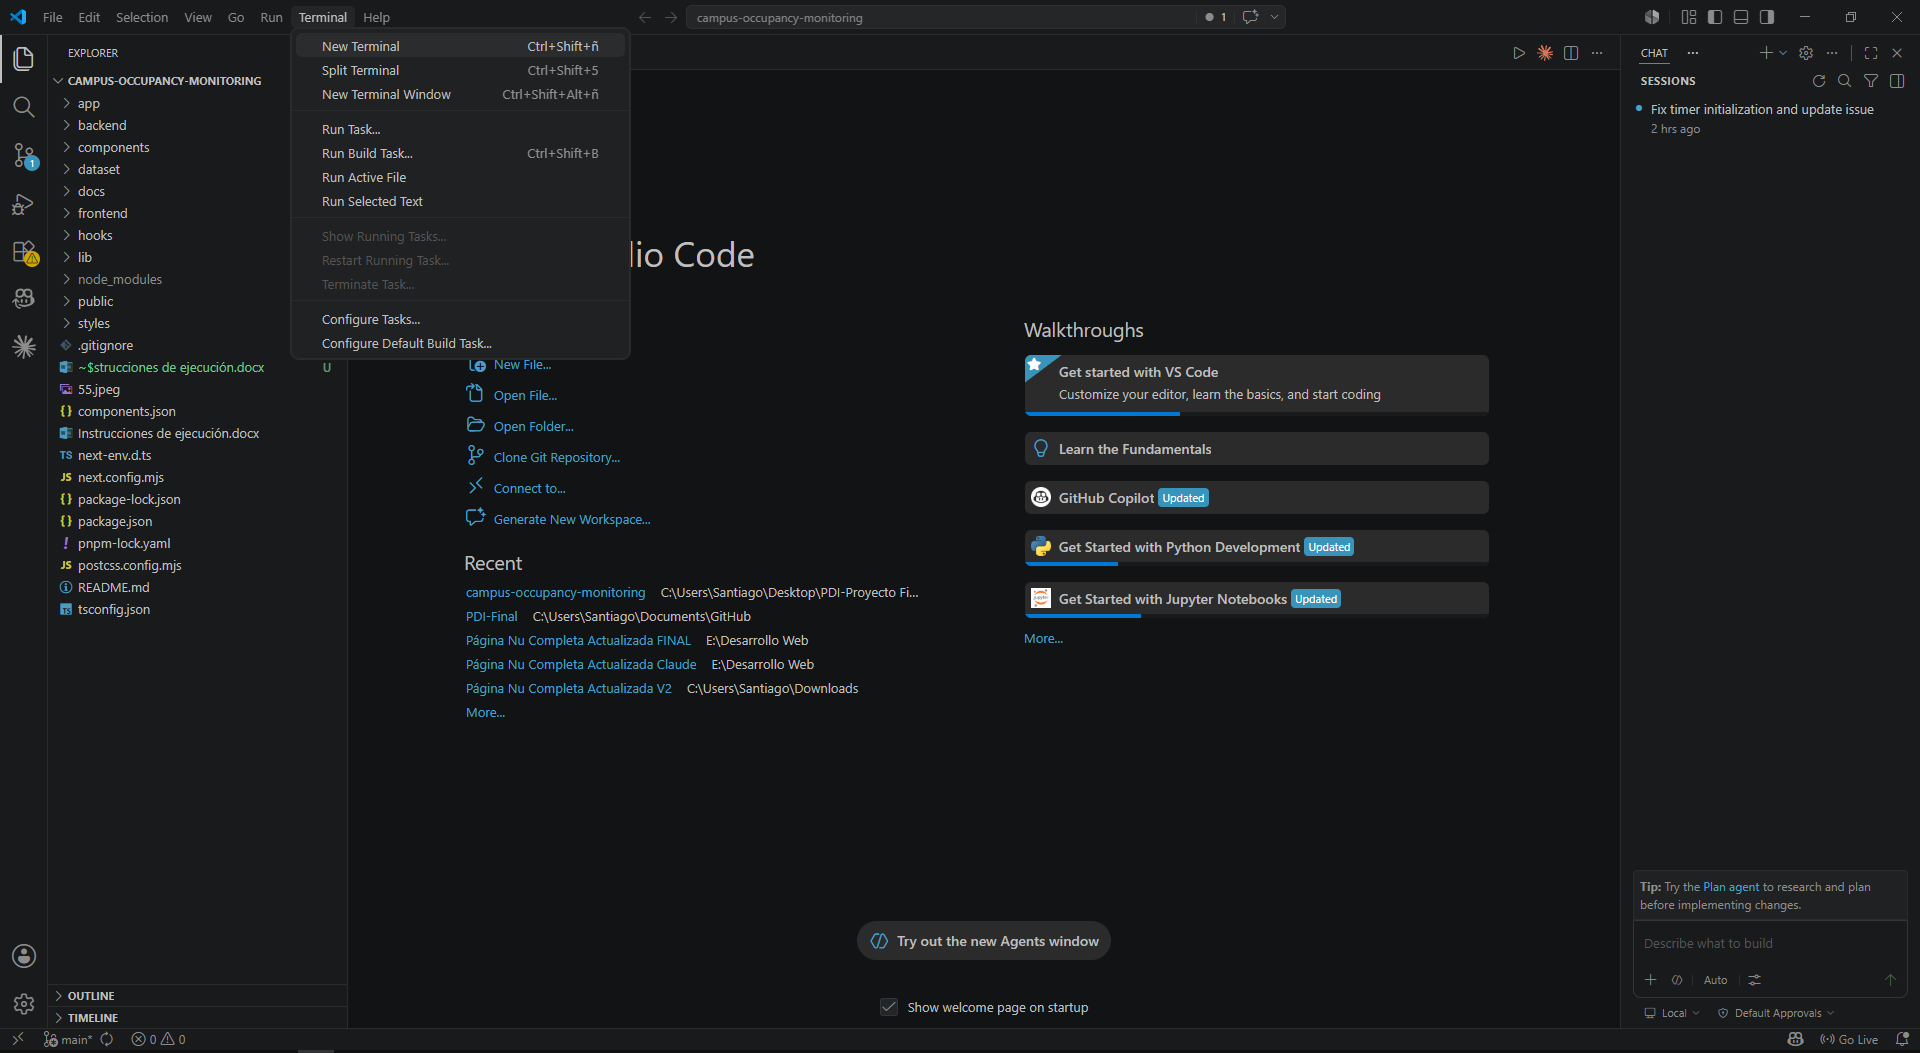 File Edit Selection View Go Run Terminal Help
campus-occupancy-monitoring
1
EXPLORER
CAMPUS-OCCUPANCY-MONITORING
app
backend
components
dataset
docs
frontend
hooks
lib
node_modules
public
styles
.gitignore
~$strucciones de ejecución.docx U
55.jpeg
components.json
Instrucciones de ejecución.docx
TS next-env.d.ts
JS next.config.mjs
{} package-lock.json
{} package.json
! pnpm-lock.yaml
JS postcss.config.mjs
README.md
TS tsconfig.json
OUTLINE
TIMELINE
1
New Terminal Ctrl+Shift+ñ
Split Terminal Ctrl+Shift+5
New Terminal Window Ctrl+Shift+Alt+ñ
Run Task...
Run Build Task... Ctrl+Shift+B
Run Active File
Run Selected Text
Show Running Tasks...
Restart Running Task...
Terminate Task...
Configure Tasks...
Configure Default Build Task...
dio Code
New File...
Open File...
Open Folder...
Clone Git Repository...
Connect to...
Generate New Workspace...
Recent
campus-occupancy-monitoring C:\Users\Santiago\Desktop\PDI-Proyecto Fi...
PDI-Final C:\Users\Santiago\Documents\GitHub
Página Nu Completa Actualizada FINAL E:\Desarrollo Web
Página Nu Completa Actualizada Claude E:\Desarrollo Web
Página Nu Completa Actualizada V2 C:\Users\Santiago\Downloads
More...
Walkthroughs
Get started with VS Code
Customize your editor, learn the basics, and start coding
Learn the Fundamentals
GitHub Copilot Updated
Get Started with Python Development Updated
Get Started with Jupyter Notebooks Updated
More...
Try out the new Agents window
Show welcome page on startup
CHAT
SESSIONS
Fix timer initialization and update issue
2 hrs ago
Tip: Try the Plan agent to research and plan
before implementing changes.
Describe what to build
Auto
Local Default Approvals
main* 0 0
Go Live